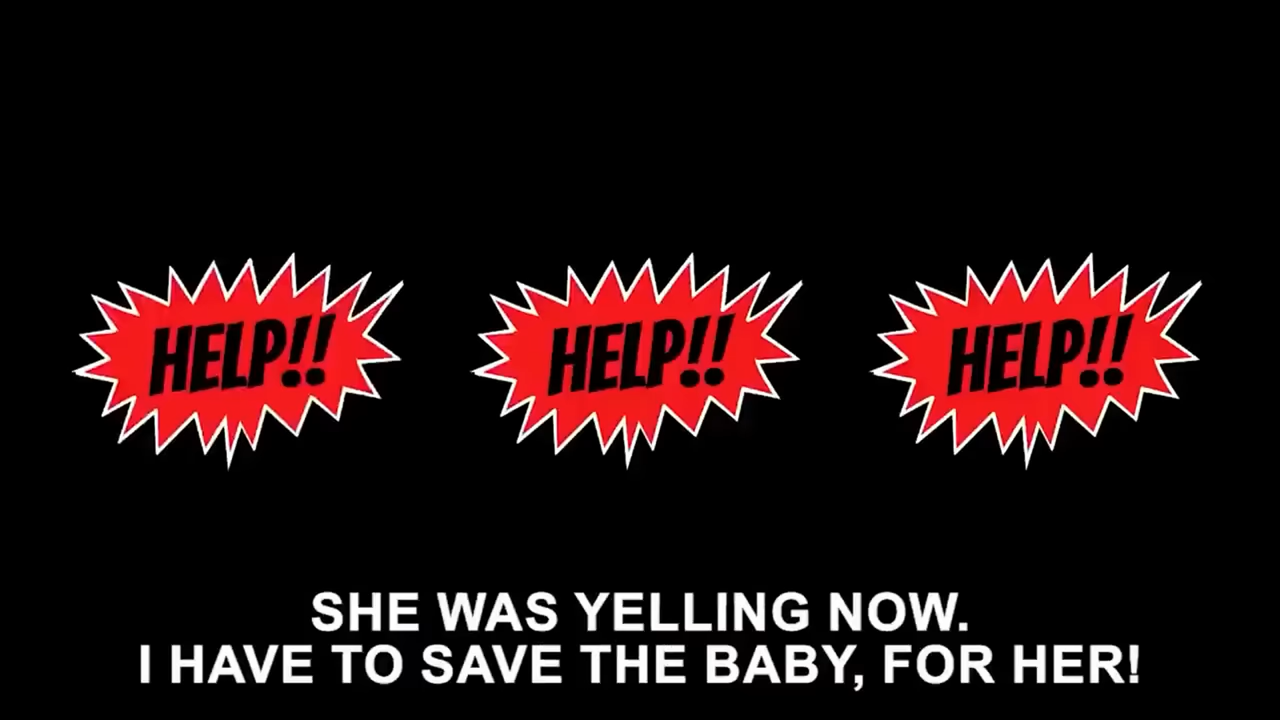 HELP!! HELP!! HELP!!
SHE WAS YELLING NOW.
I HAVE TO SAVE THE BABY, FOR HER!